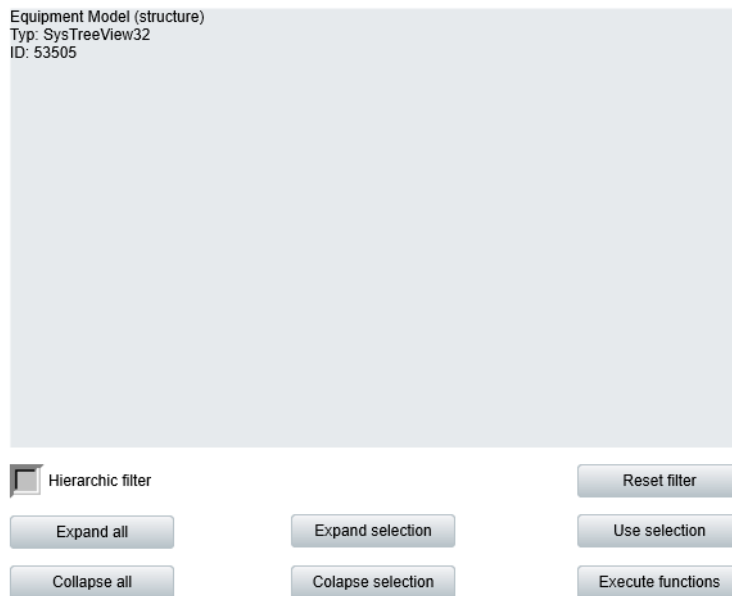 Equipment Model (structure)
Typ: SysTreeView32
ID: 53505
Hierarchic filter
Reset filter
Expand all
Expand selection
Use selection
Collapse all
Colapse selection
Execute functions